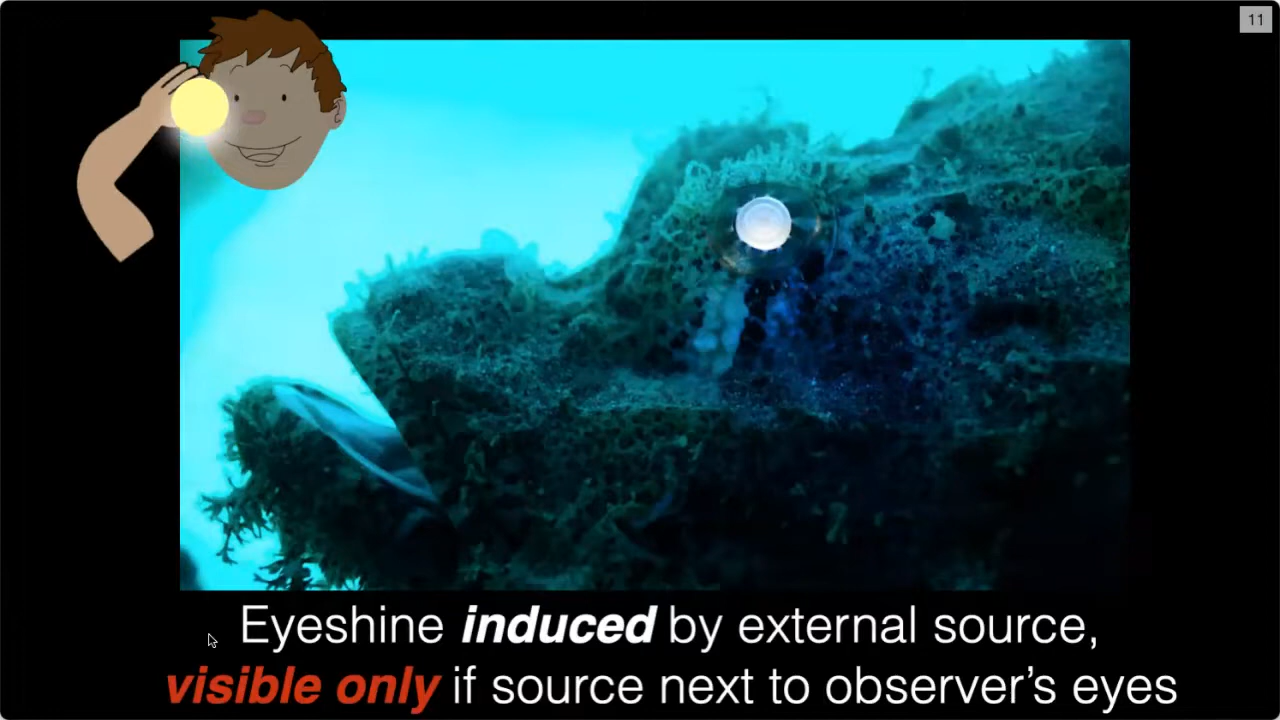 11
Eyeshine induced by external source,
visible only if source next to observer’s eyes